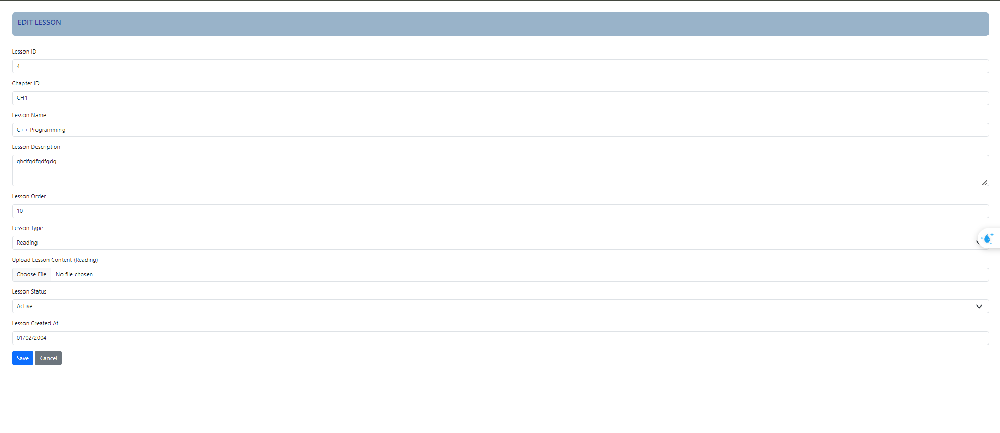 EDIT LESSON
Lesson ID
4
Chapter ID
CH1
Lesson Name
C++ Programming
Lesson Description
ghdfgdfgdfgdg
Lesson Order
10
Lesson Type
Reading
Upload Lesson Content (Reading)
Choose File No file chosen
Lesson Status
Active
Lesson Created At
01/02/2004
Save Cancel